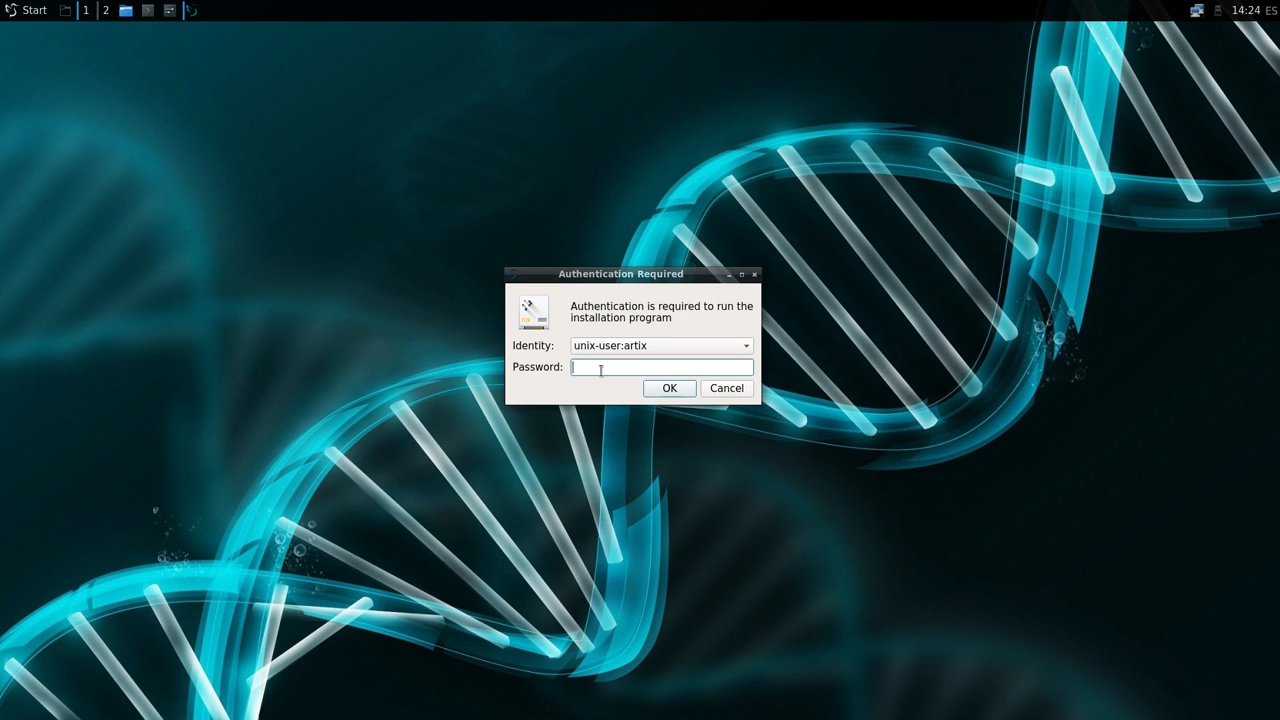 Start 1 2 14:24 ES
Authentication Required
Authentication is required to run the
installation program
Identity: unix-user:artix
Password:
OK Cancel